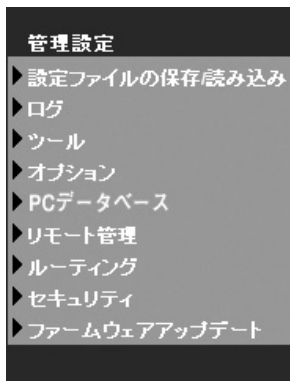 管理設定
設定ファイルの保存/読み込み
ログ
ツール
オプション
PCデータベース
リモート管理
ルーティング
セキュリティ
ファームウェアアップデート